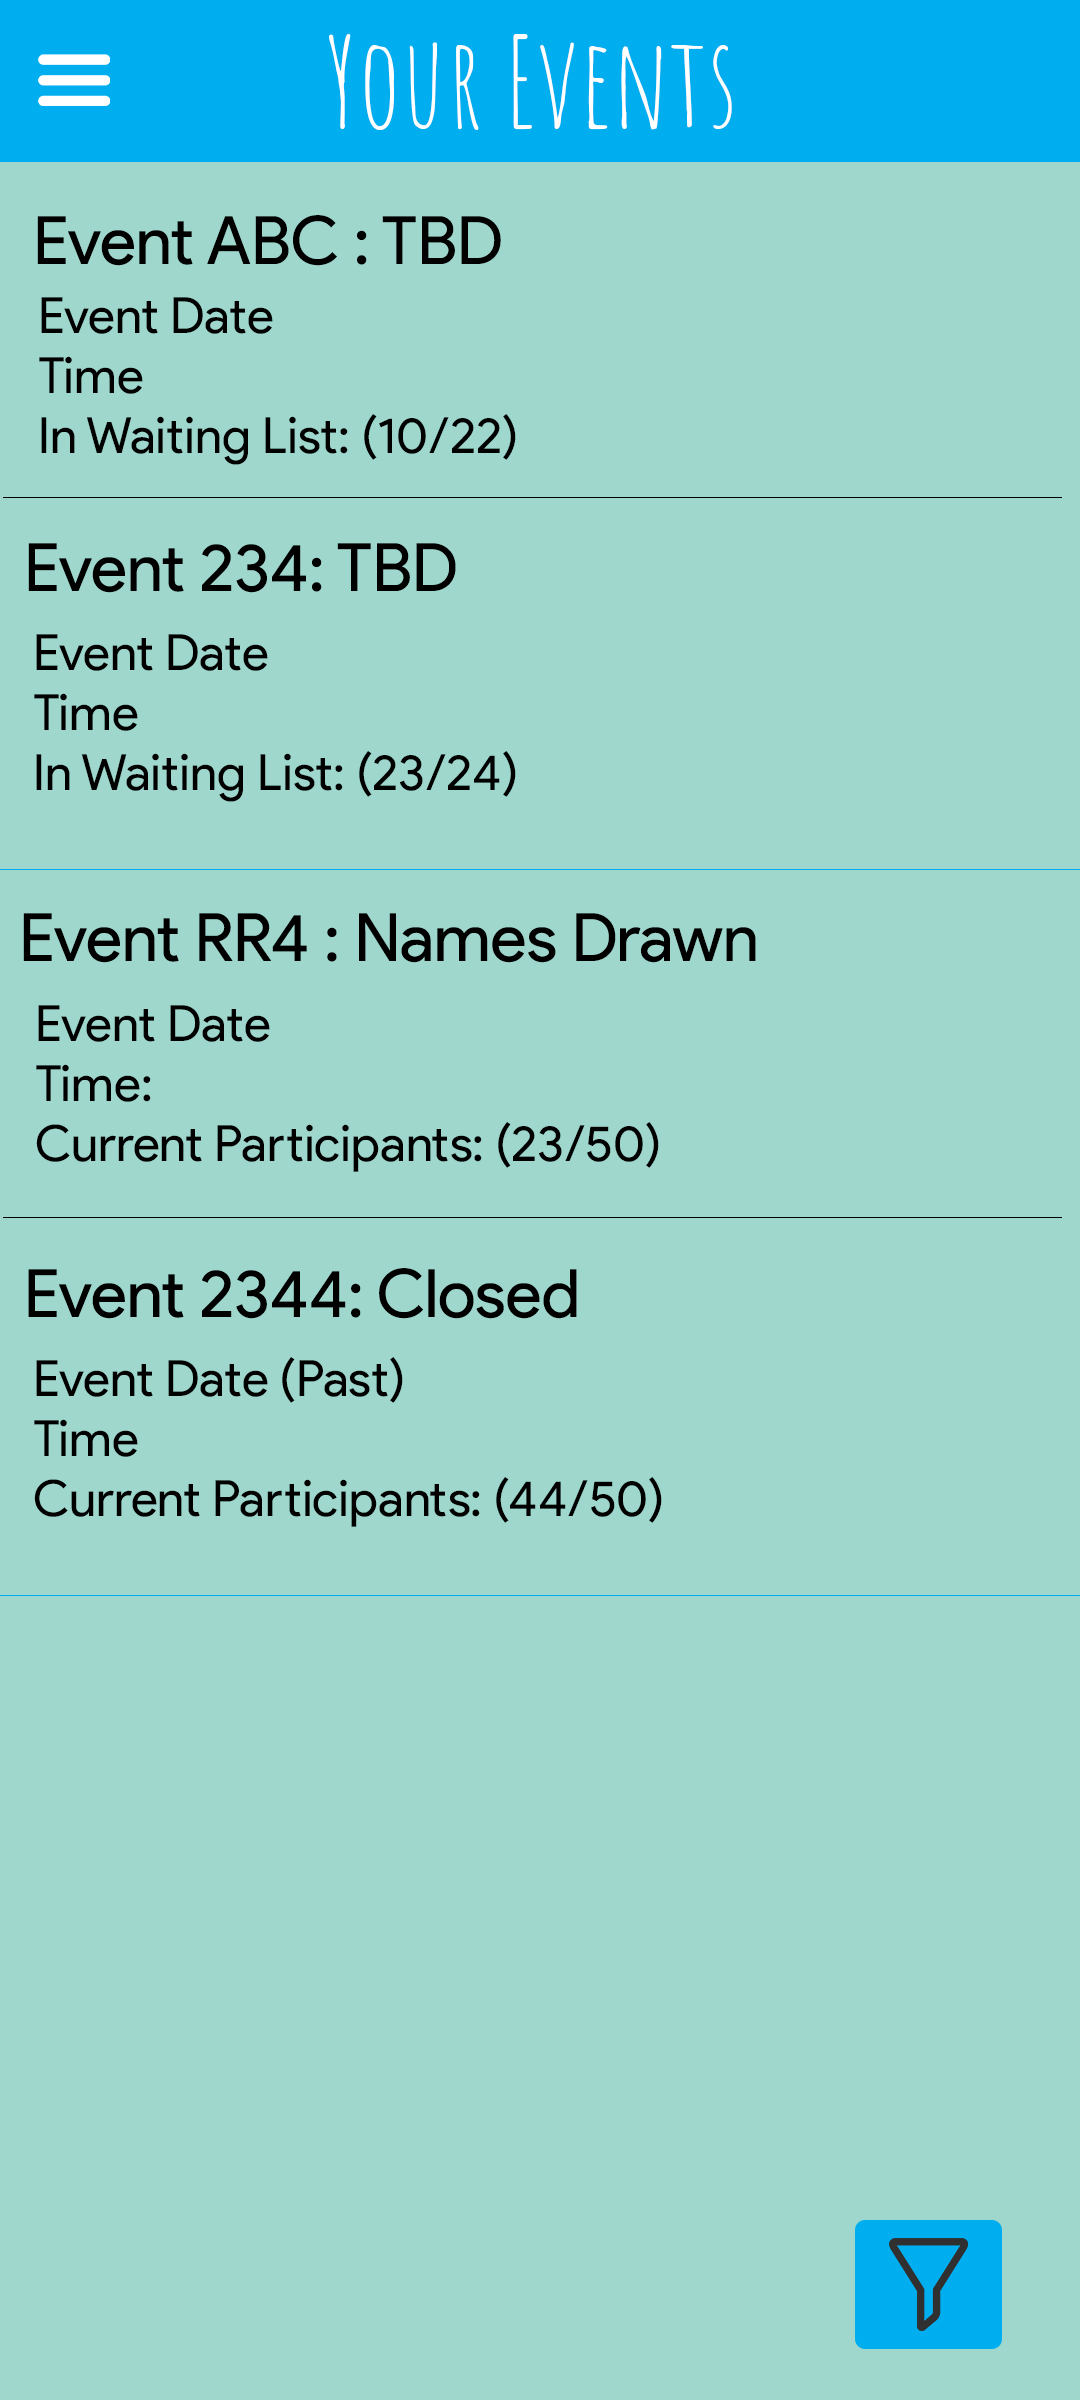 Your Events
Event ABC : TBD
Event Date
Time
In Waiting List: (10/22)
Event 234: TBD
Event Date
Time
In Waiting List: (23/24)
Event RR4 : Names Drawn
Event Date
Time:
Current Participants: (23/50)
Event 2344: Closed
Event Date (Past)
Time
Current Participants: (44/50)